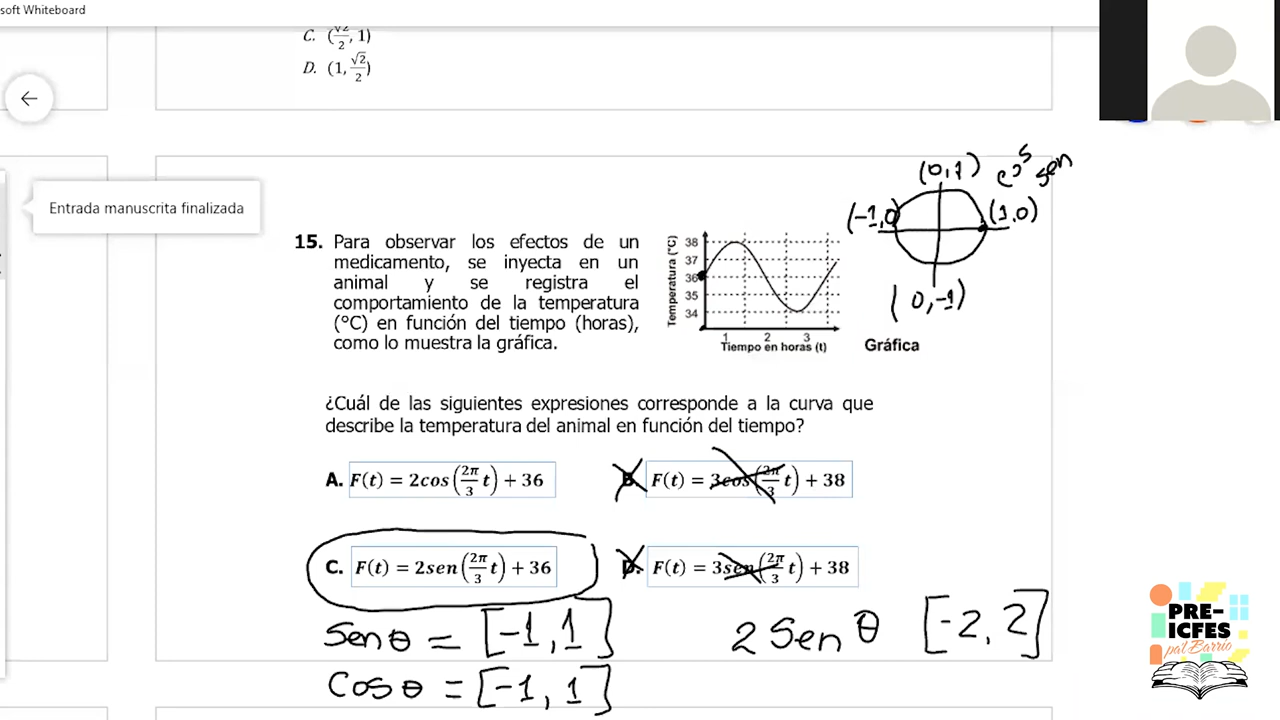 soft Whiteboard
C. (√2/2, 1)
D. (1, √2/2)
Entrada manuscrita finalizada
(0,1) cos sen
(-1,0) (1,0)
(0,-1)
15. Para observar los efectos de un
medicamento, se inyecta en un
animal y se registra el
comportamiento de la temperatura
(°C) en función del tiempo (horas),
como lo muestra la gráfica.
Temperatura (°C)
38
37
36
35
34
1 2 3
Tiempo en horas (t)
Gráfica
¿Cuál de las siguientes expresiones corresponde a la curva que
describe la temperatura del animal en función del tiempo?
A. F(t) = 2cos(2π/3 t) + 36
B. F(t) = 3cos(2π/3 t) + 38
C. F(t) = 2sen(2π/3 t) + 36
D. F(t) = 3sen(2π/3 t) + 38
Sen θ = [-1, 1]
2 Sen θ [-2, 2]
Cos θ = [-1, 1]
PRE-
ICFES
pal Barrio